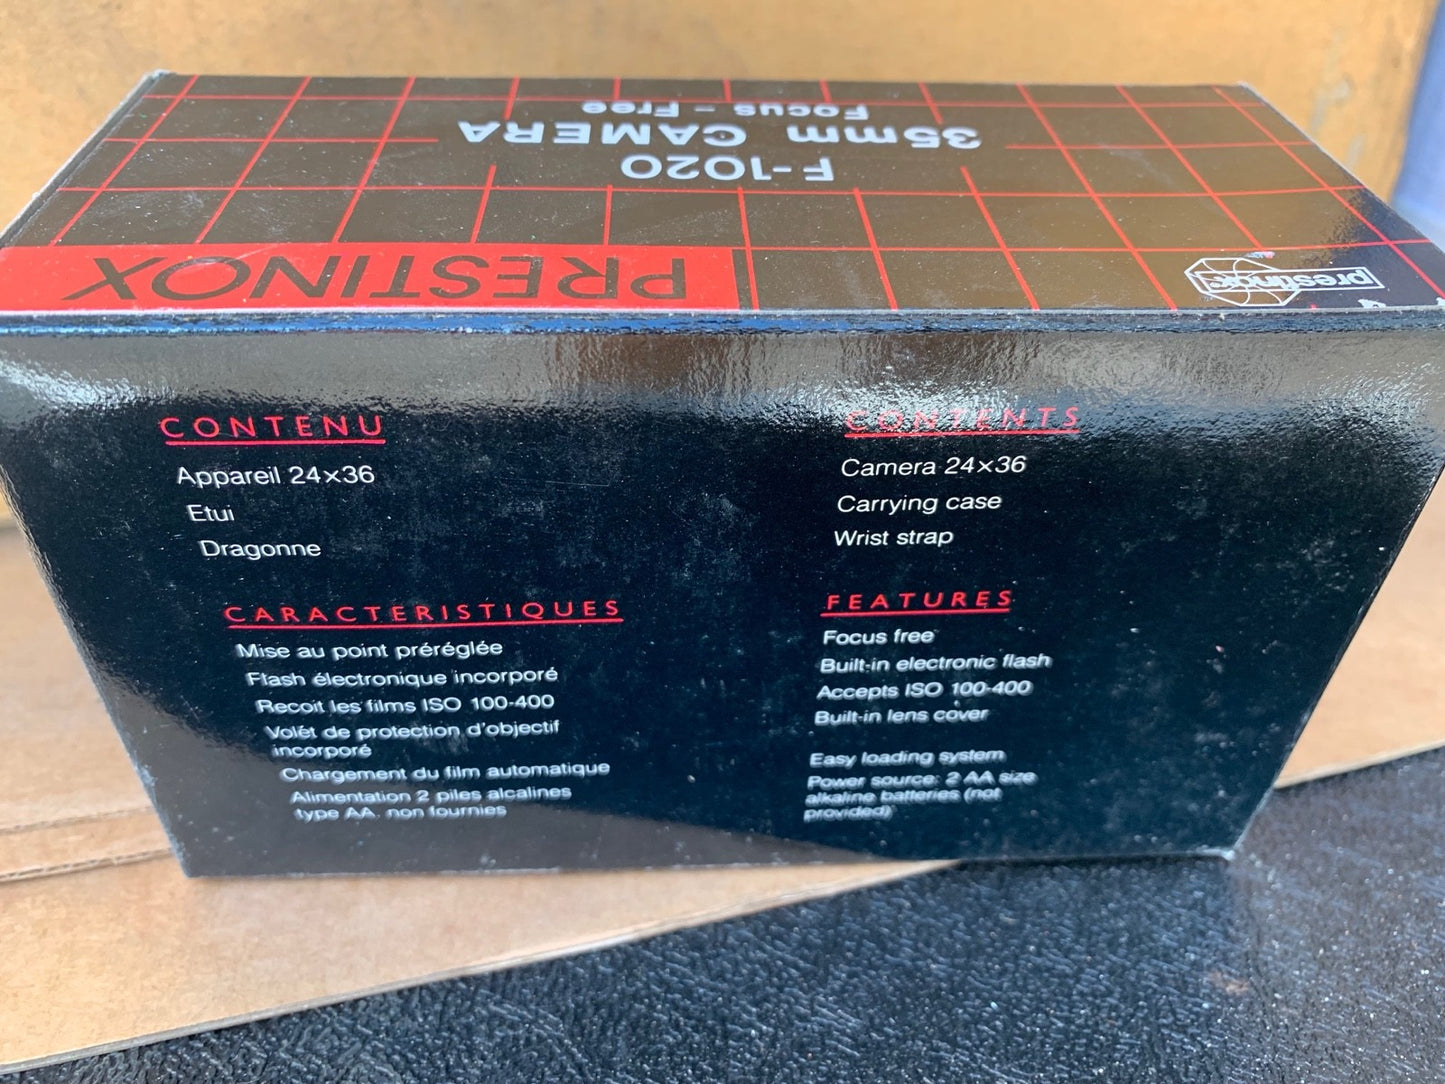 F-1020
35mm CAMERA
Focus - Free
PRESTINOX
prestinox
CONTENU
Appareil 24x36
Etui
Dragonne
CARACTERISTIQUES
Mise au point préréglée
Flash électronique incorporé
Recoit les films ISO 100-400
Volét de protection d'objectif
incorporé
Chargement du film automatique
Alimentation 2 piles alcalines
type AA. non fournies
CONTENTS
Camera 24x36
Carrying case
Wrist strap
FEATURES
Focus free
Built-in electronic flash
Accepts ISO 100-400
Built-in lens cover
Easy loading system
Power source: 2 AA size
alkaline batteries (not
provided)